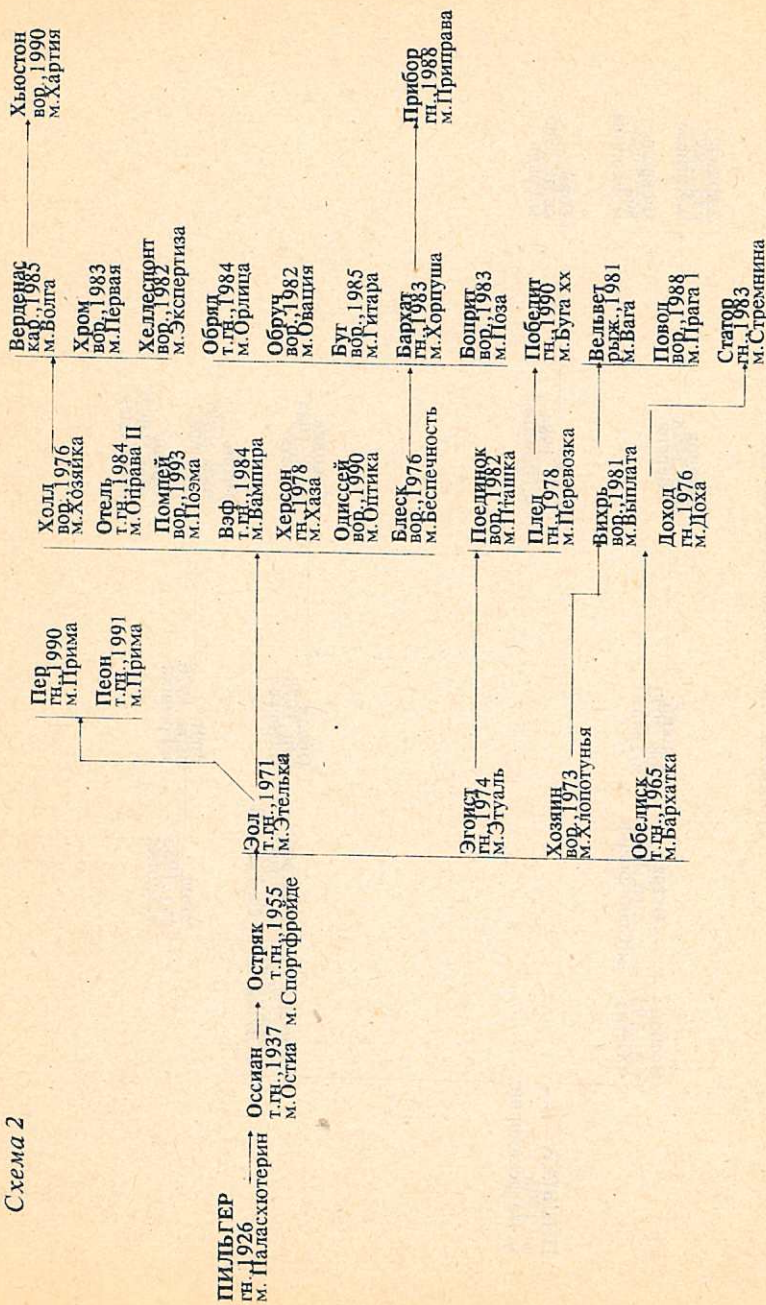 Схема 2
ПИЛЬГЕР
гн.,1926
м. Паласхютерин
Оссиан
т.гн.,1937
м.Остиа
Остряк
т.гн.,1955
м.Спортфройде
Эол
т.гн.,1971
м.Этелька
Эгоист
гн.,1974
м.Этуаль
Хозяин
вор.,1973
м.Хлопотунья
Обелиск
т.гн.,1965
м.Бархатка
Пер
гн.,1990
м.Прима
Пеон
т.гн.,1991
м.Прима
Холл
вор.,1976
м.Хозяйка
Отель
т.гн.,1984
м.Оправа II
Помпей
вор.,1993
м.Поэма
Вэф
т.гн.,1984
м.Вампира
Херсон
гн.,1978
м.Хаза
Одиссей
вор.,1990
м.Оптика
Блеск
вор.,1976
м.Беспечность
Поединок
вор.,1982
м.Пташка
Плед
гн.,1978
м.Перевозка
Вихрь
вор.,1981
м.Выплата
Доход
гн.,1976
м.Доха
Верденас
кар.,1985
м.Волга
Хром
вор.,1983
м.Первая
Хеллеспонт
вор.,1982
м.Экспертиза
Обряд
т.гн.,1984
м.Орлица
Обруч
вор.,1982
м.Овация
Буг
вор.,1985
м.Гитара
Бархат
гн.,1983
м.Хорпуша
Боприт
вор.,1983
м.Поза
Победит
гн.,1990
м.Буга хх
Вельвет
рыж.,1981
м.Вага
Повод
вор.,1988
м.Прага 1
Статор
гн.,1983
м.Стремнина
Хьюстон
вор.,1990
м.Хартия
Прибор
гн.,1988
м.Приправа